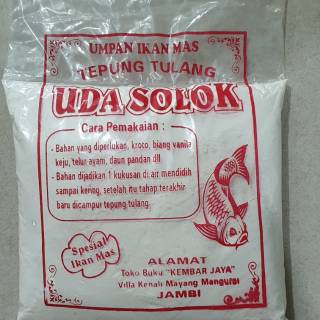 UMPAN IKAN MAS
TEPUNG TULANG
UDA SOLOK
Cara Pemakaian :
- Bahan yang diperlukan, kroco, biang vanila
keju, telur ayam, daun pandan dll
- Bahan dijadikan 1 kukusan di air mendidih
sampai kering, setelah itu tahap terakhir
baru dicampur tepung tulang.
Spesial
Ikan Mas
ALAMAT
Toko Buku "KEMBAR JAYA"
Villa Kenali Mayang Mangurai
JAMBI